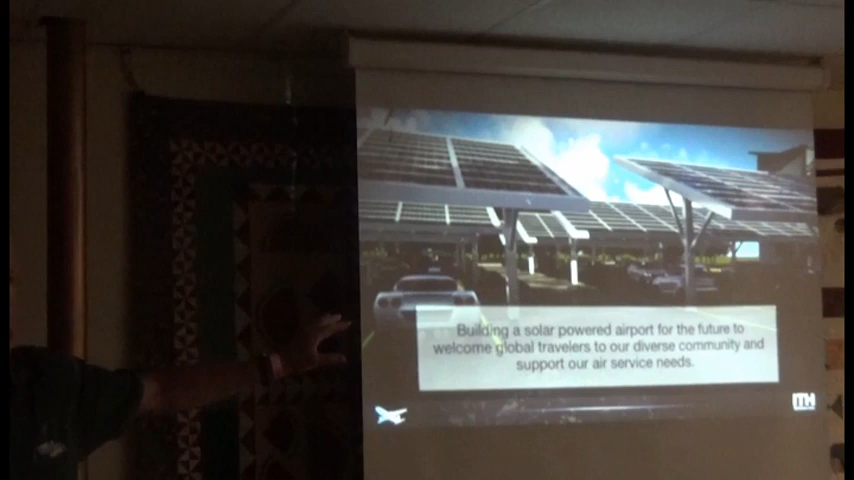 Building a solar powered airport for the future to
welcome global travelers to our diverse community and
support our air service needs.
ITH